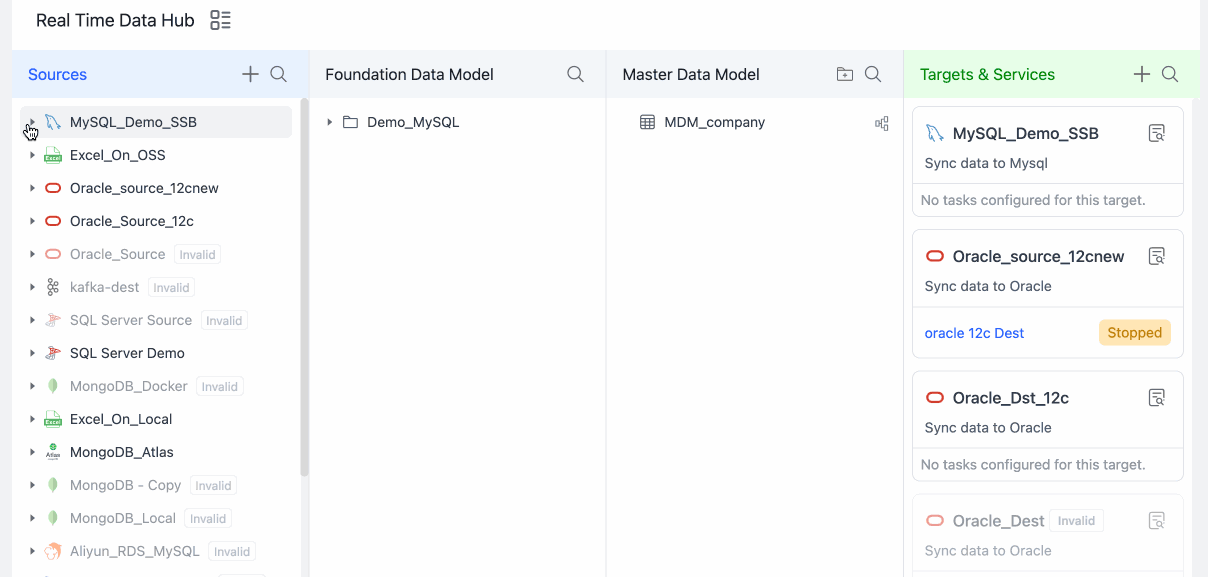 Real Time Data Hub
Sources
MySQL_Demo_SSB
Excel_On_OSS
Oracle_source_12cnew
Oracle_Source_12c
Oracle_Source Invalid
kafka-dest Invalid
SQL Server Source Invalid
SQL Server Demo
MongoDB_Docker Invalid
Excel_On_Local
MongoDB_Atlas
MongoDB - Copy Invalid
MongoDB_Local Invalid
Aliyun_RDS_MySQL Invalid
Foundation Data Model
Demo_MySQL
Master Data Model
MDM_company
Targets & Services
MySQL_Demo_SSB
Sync data to Mysql
No tasks configured for this target.
Oracle_source_12cnew
Sync data to Oracle
oracle 12c Dest Stopped
Oracle_Dst_12c
Sync data to Oracle
No tasks configured for this target.
Oracle_Dest Invalid
Sync data to Oracle